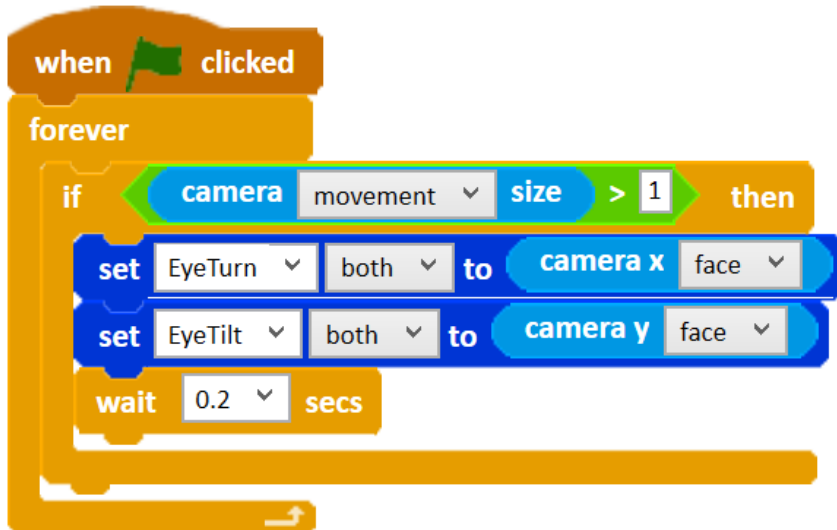 when clicked
forever
if camera movement size > 1 then
set EyeTurn both to camera x face
set EyeTilt both to camera y face
wait 0.2 secs